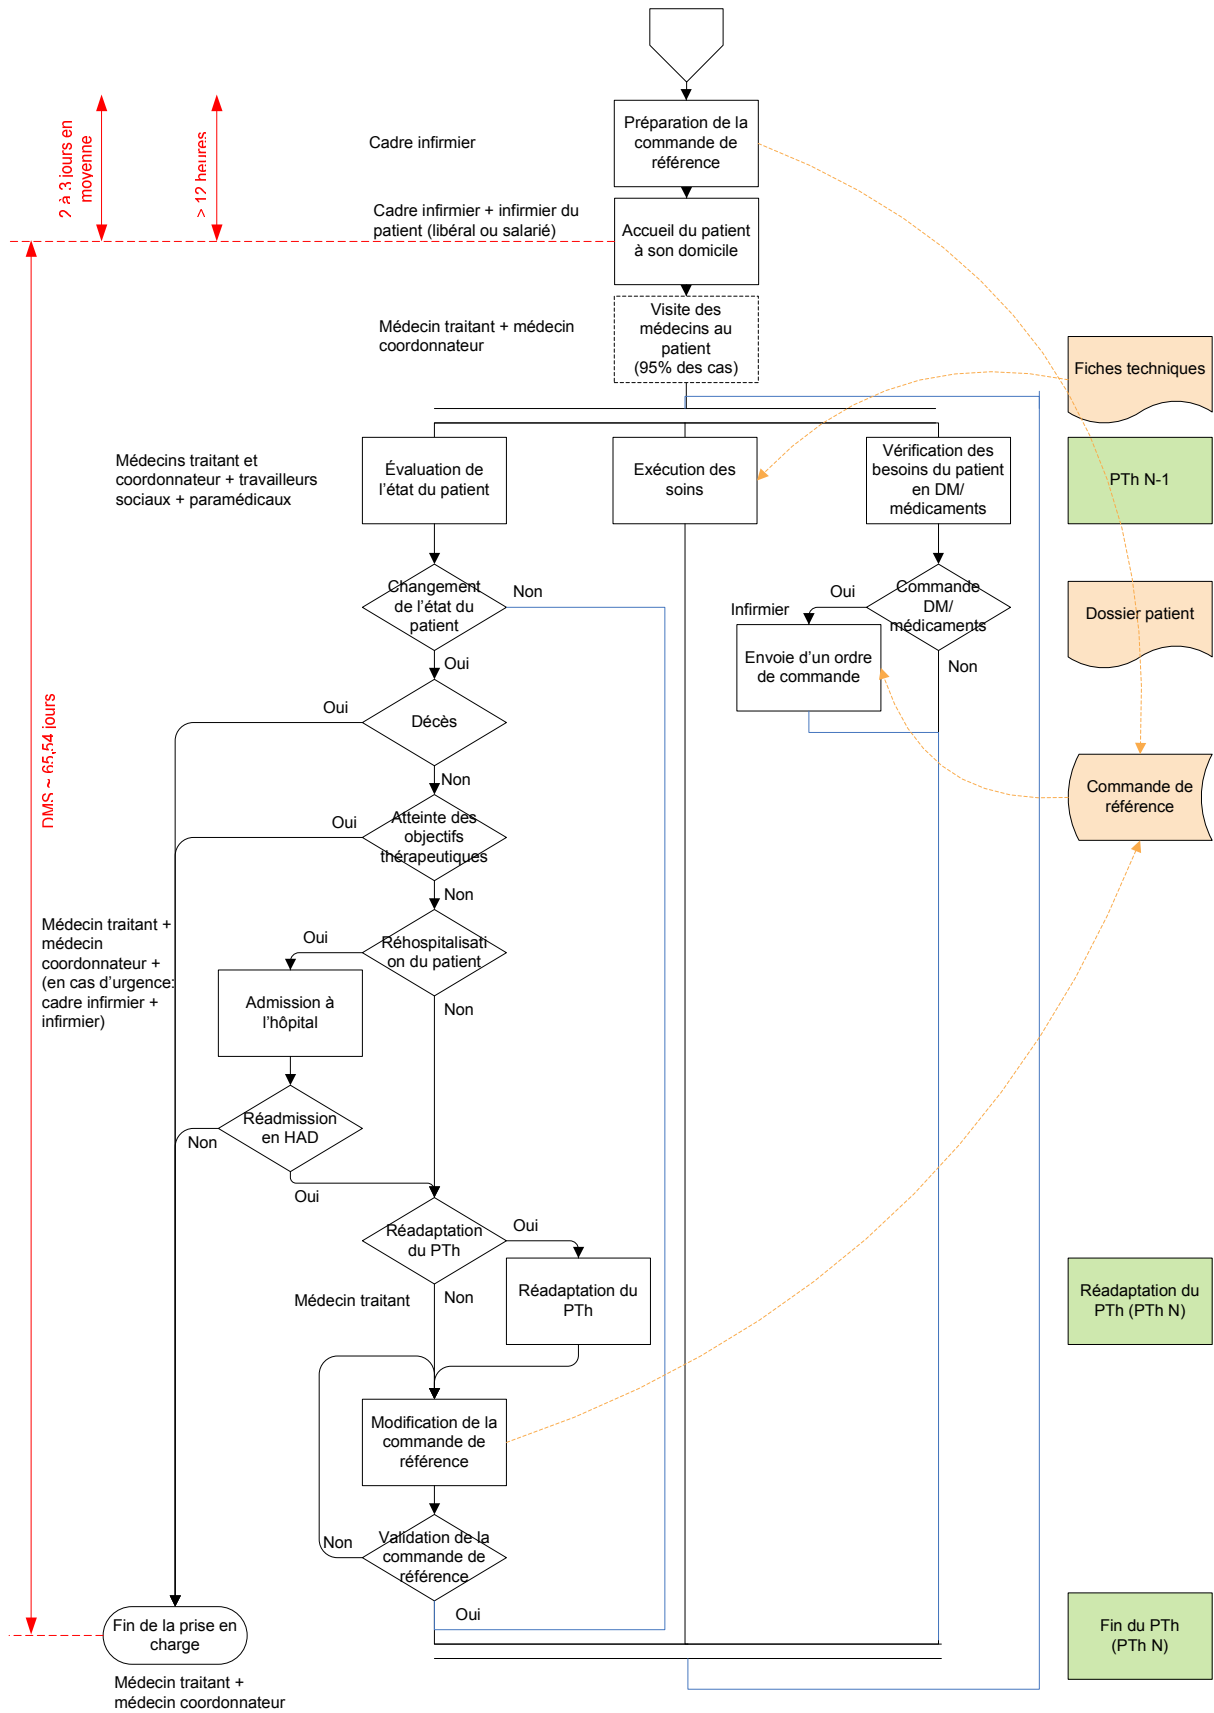 Préparation de la
commande de
référence
Cadre infirmier
2 à 3 jours en
moyenne
> 12 heures
Cadre infirmier + infirmier du
patient (libéral ou salarié)
Accueil du patient
à son domicile
Médecin traitant + médecin
coordonnateur
Visite des
médecins au
patient
(95% des cas)
Fiches techniques
Médecins traitant et
coordonnateur + travailleurs
sociaux + paramédicaux
Évaluation de
l'état du patient
Exécution des
soins
Vérification des
besoins du patient
en DM/
médicaments
PTh N-1
Changement
de l'état du
patient
Non
Oui
Infirmier
Oui
Commande
DM/
médicaments
Non
Envoie d'un ordre
de commande
Dossier patient
DMS ~ 65,54 jours
Oui
Décès
Non
Commande de
référence
Oui
Atteinte des
objectifs
thérapeutiques
Non
Médecin traitant +
médecin
coordonnateur +
(en cas d'urgence:
cadre infirmier +
infirmier)
Oui
Réhospitalisati
on du patient
Non
Admission à
l'hôpital
Réadmission
en HAD
Non
Oui
Réadaptation
du PTh
Oui
Non
Médecin traitant
Réadaptation du
PTh
Réadaptation du
PTh (PTh N)
Modification de la
commande de
référence
Non
Validation de la
commande de
référence
Oui
Fin de la prise en
charge
Fin du PTh
(PTh N)
Médecin traitant +
médecin coordonnateur